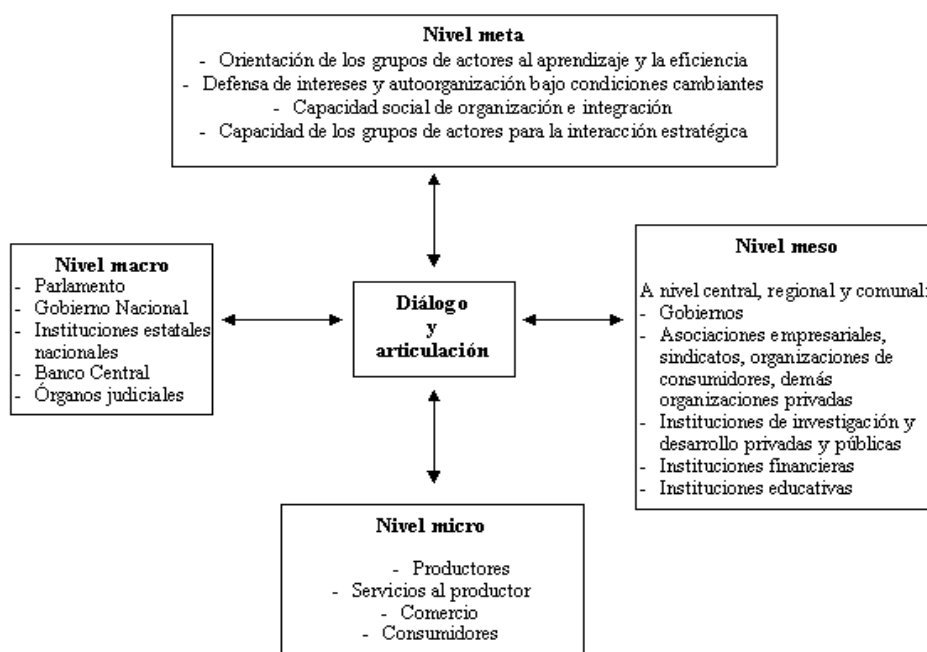 Nivel meta
- Orientación de los grupos de actores al aprendizaje y la eficiencia
- Defensa de intereses y autoorganización bajo condiciones cambiantes
- Capacidad social de organización e integración
- Capacidad de los grupos de actores para la interacción estratégica
Nivel macro
- Parlamento
- Gobierno Nacional
- Instituciones estatales
nacionales
- Banco Central
- Órganos judiciales
Diálogo
y
articulación
Nivel meso
A nivel central, regional y comunal:
- Gobiernos
- Asociaciones empresariales,
sindicatos, organizaciones de
consumidores, demás
organizaciones privadas
- Instituciones de investigación y
desarrollo privadas y públicas
- Instituciones financieras
- Instituciones educativas
Nivel micro
- Productores
- Servicios al productor
- Comercio
- Consumidores